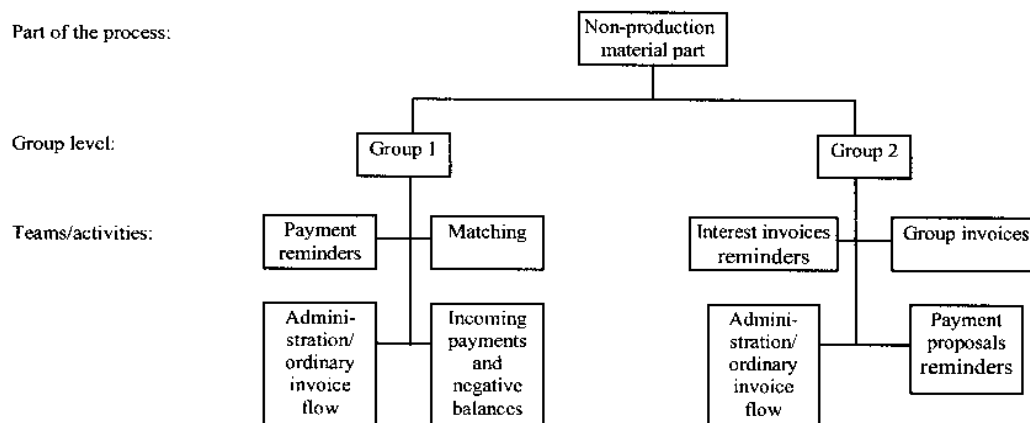 Part of the process:
Non-production
material part
Group level:
Group 1
Group 2
Teams/activities:
Payment
reminders
Matching
Interest invoices
reminders
Group invoices
Admini-
stration/
ordinary
invoice
flow
Incoming
payments
and
negative
balances
Admini-
stration/
ordinary
invoice
flow
Payment
proposals
reminders